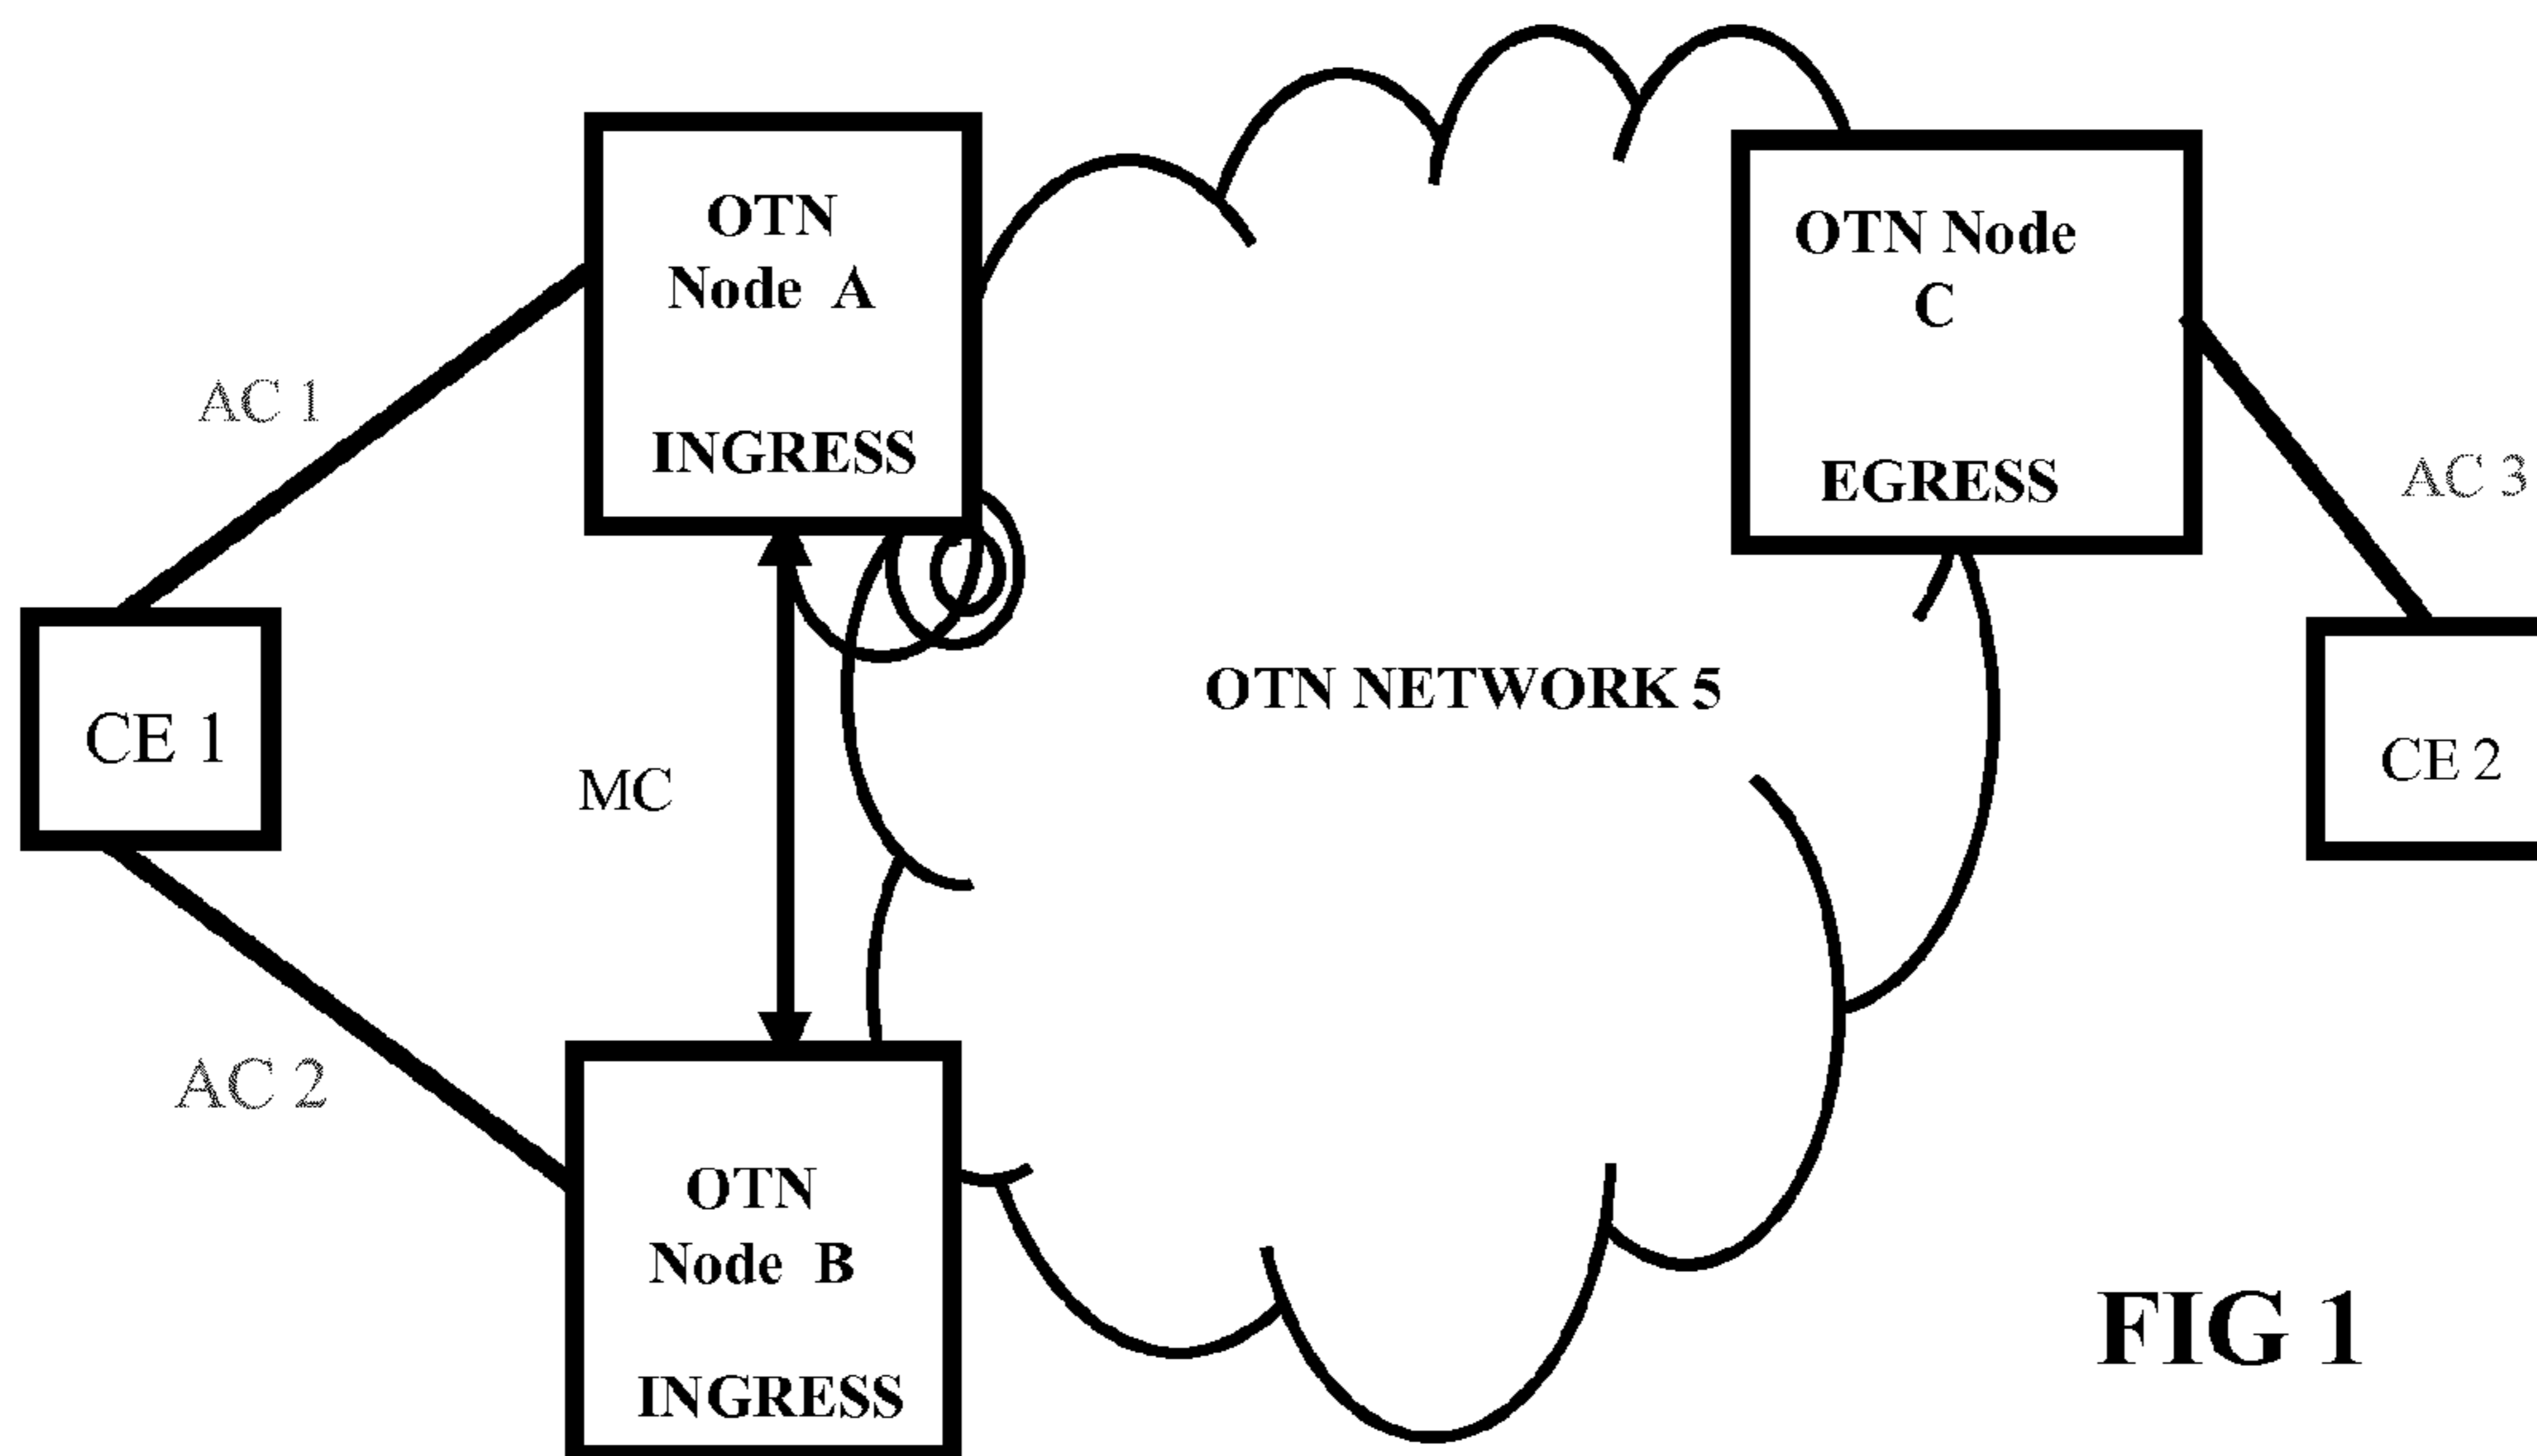 OTN
Node A
INGRESS
OTN Node
C
EGRESS
AC 1
AC 3
CE 1
OTN NETWORK 5
MC
CE 2
AC 2
OTN
Node B
INGRESS
FIG 1